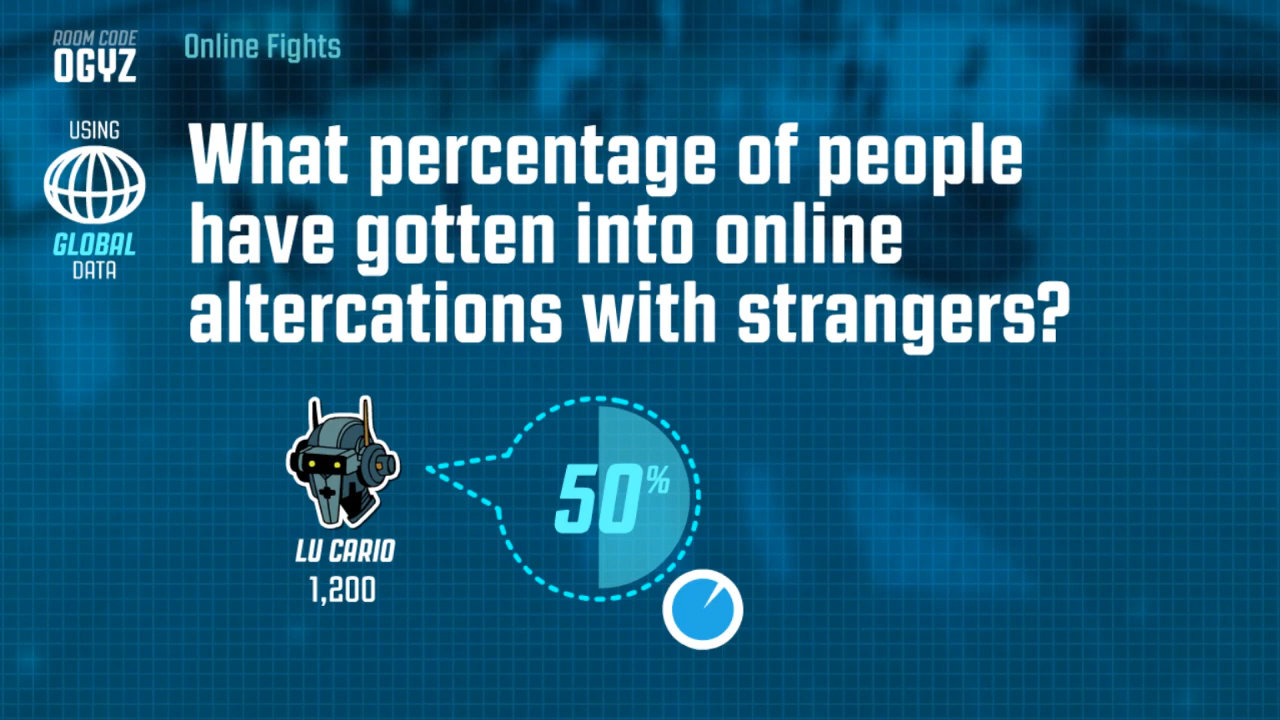 ROOM CODE
OGYZ
Online Fights
USING
GLOBAL
DATA
What percentage of people
have gotten into online
altercations with strangers?
50%
LU CARIO
1,200